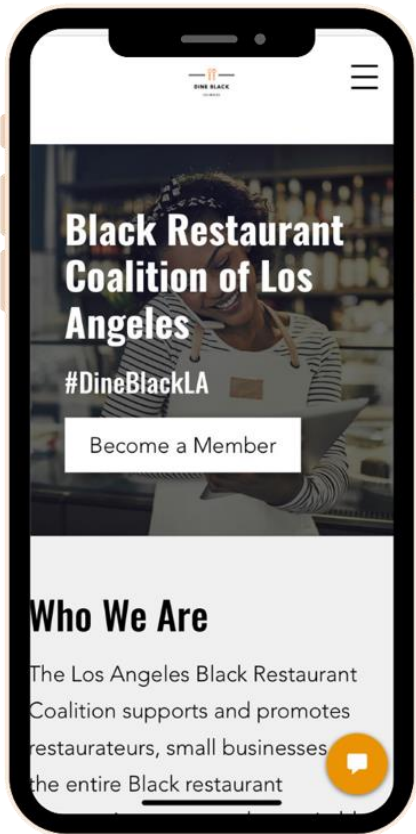 DINE BLACK
Black Restaurant
Coalition of Los
Angeles
#DineBlackLA
Become a Member
Who We Are
The Los Angeles Black Restaurant
Coalition supports and promotes
restaurateurs, small businesses
the entire Black restaurant